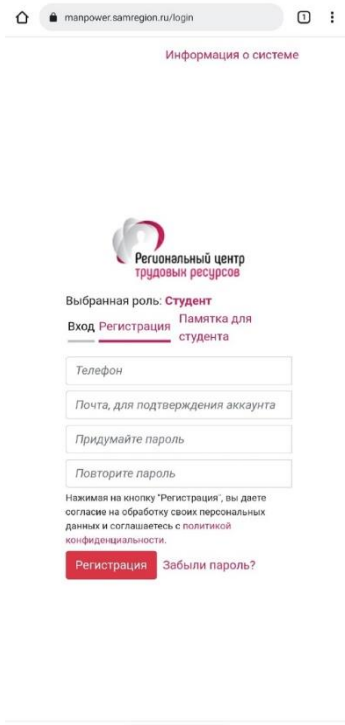 manpower.samregion.ru/login
1
Информация о системе
Региональный центр
трудовых ресурсов
Выбранная роль: Студент
Вход Регистрация Памятка для
студента
Телефон
Почта, для подтверждения аккаунта
Придумайте пароль
Повторите пароль
Нажимая на кнопку "Регистрация", вы даете
согласие на обработку своих персональных
данных и соглашаетесь с политикой
конфиденциальности.
Регистрация Забыли пароль?